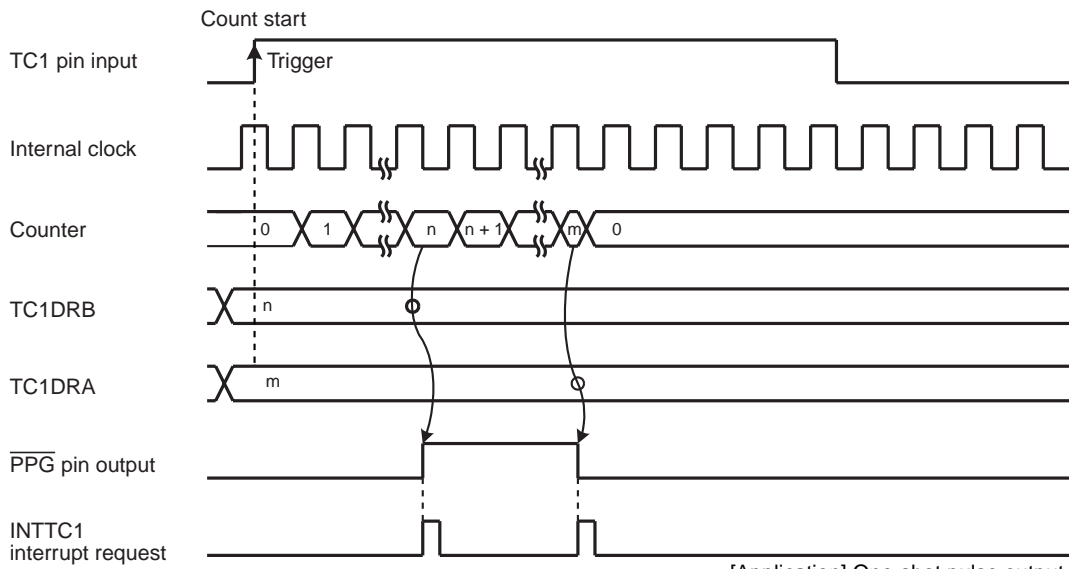 Count start
TC1 pin input
Trigger
Internal clock
Counter
0 1 n n + 1 m 0
TC1DRB
n
TC1DRA
m
PPG pin output
INTTC1
interrupt request
[Application] One-shot pulse output